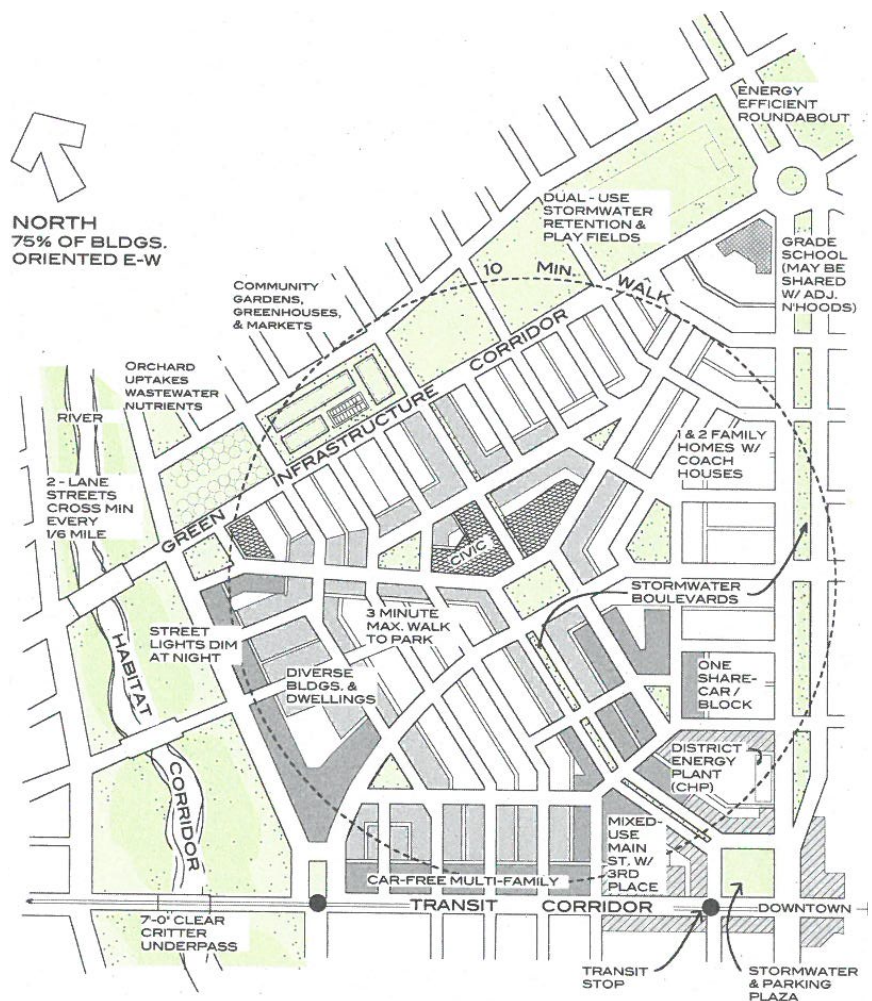 ENERGY
EFFICIENT
ROUNDABOUT
NORTH
75% OF BLDGS.
ORIENTED E-W
DUAL - USE
STORMWATER
RETENTION &
PLAY FIELDS
GRADE
SCHOOL
(MAY BE
SHARED
W/ ADJ.
N'HOODS)
10 MIN. WALK
COMMUNITY
GARDENS,
GREENHOUSES,
& MARKETS
ORCHARD
UPTAKES
WASTEWATER
NUTRIENTS
RIVER
GREEN INFRASTRUCTURE CORRIDOR
2 - LANE
STREETS
CROSS MIN
EVERY
1/6 MILE
1 & 2 FAMILY
HOMES W/
COACH
HOUSES
CIVIC
STORMWATER
BOULEVARDS
3 MINUTE
MAX. WALK
TO PARK
STREET
LIGHTS DIM
AT NIGHT
DIVERSE
BLDGS. &
DWELLINGS
ONE
SHARE-
CAR /
BLOCK
HABITAT CORRIDOR
DISTRICT
ENERGY
PLANT
(CHP)
MIXED-
USE
MAIN
ST. W/
3RD
PLACE
CAR-FREE MULTI-FAMILY
TRANSIT CORRIDOR
DOWNTOWN
7'-0' CLEAR
CRITTER
UNDERPASS
TRANSIT
STOP
STORMWATER
& PARKING
PLAZA